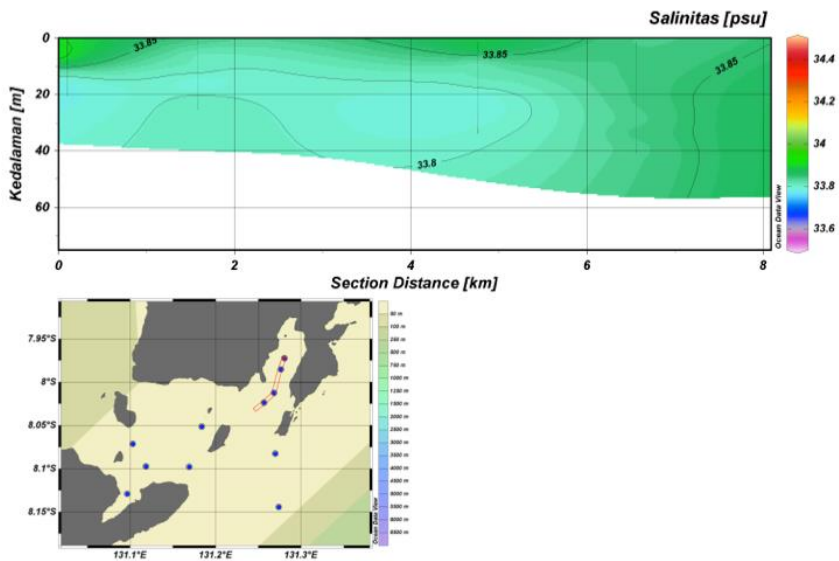 Salinitas [psu]
0
20
40
60
Kedalaman [m]
33.85
33.85
33.85
33.8
Ocean Data View
34.4
34.2
34
33.8
33.6
0
2
4
6
8
Section Distance [km]
7.95°S
8°S
8.05°S
8.1°S
8.15°S
131.1°E
131.2°E
131.3°E
Ocean Data View